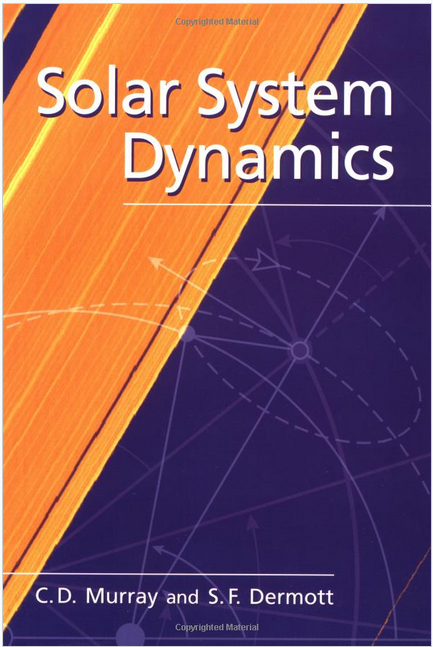 Copyrighted Material
Solar System
Dynamics
C.D. Murray and S.F. Dermott
Copyrighted Material